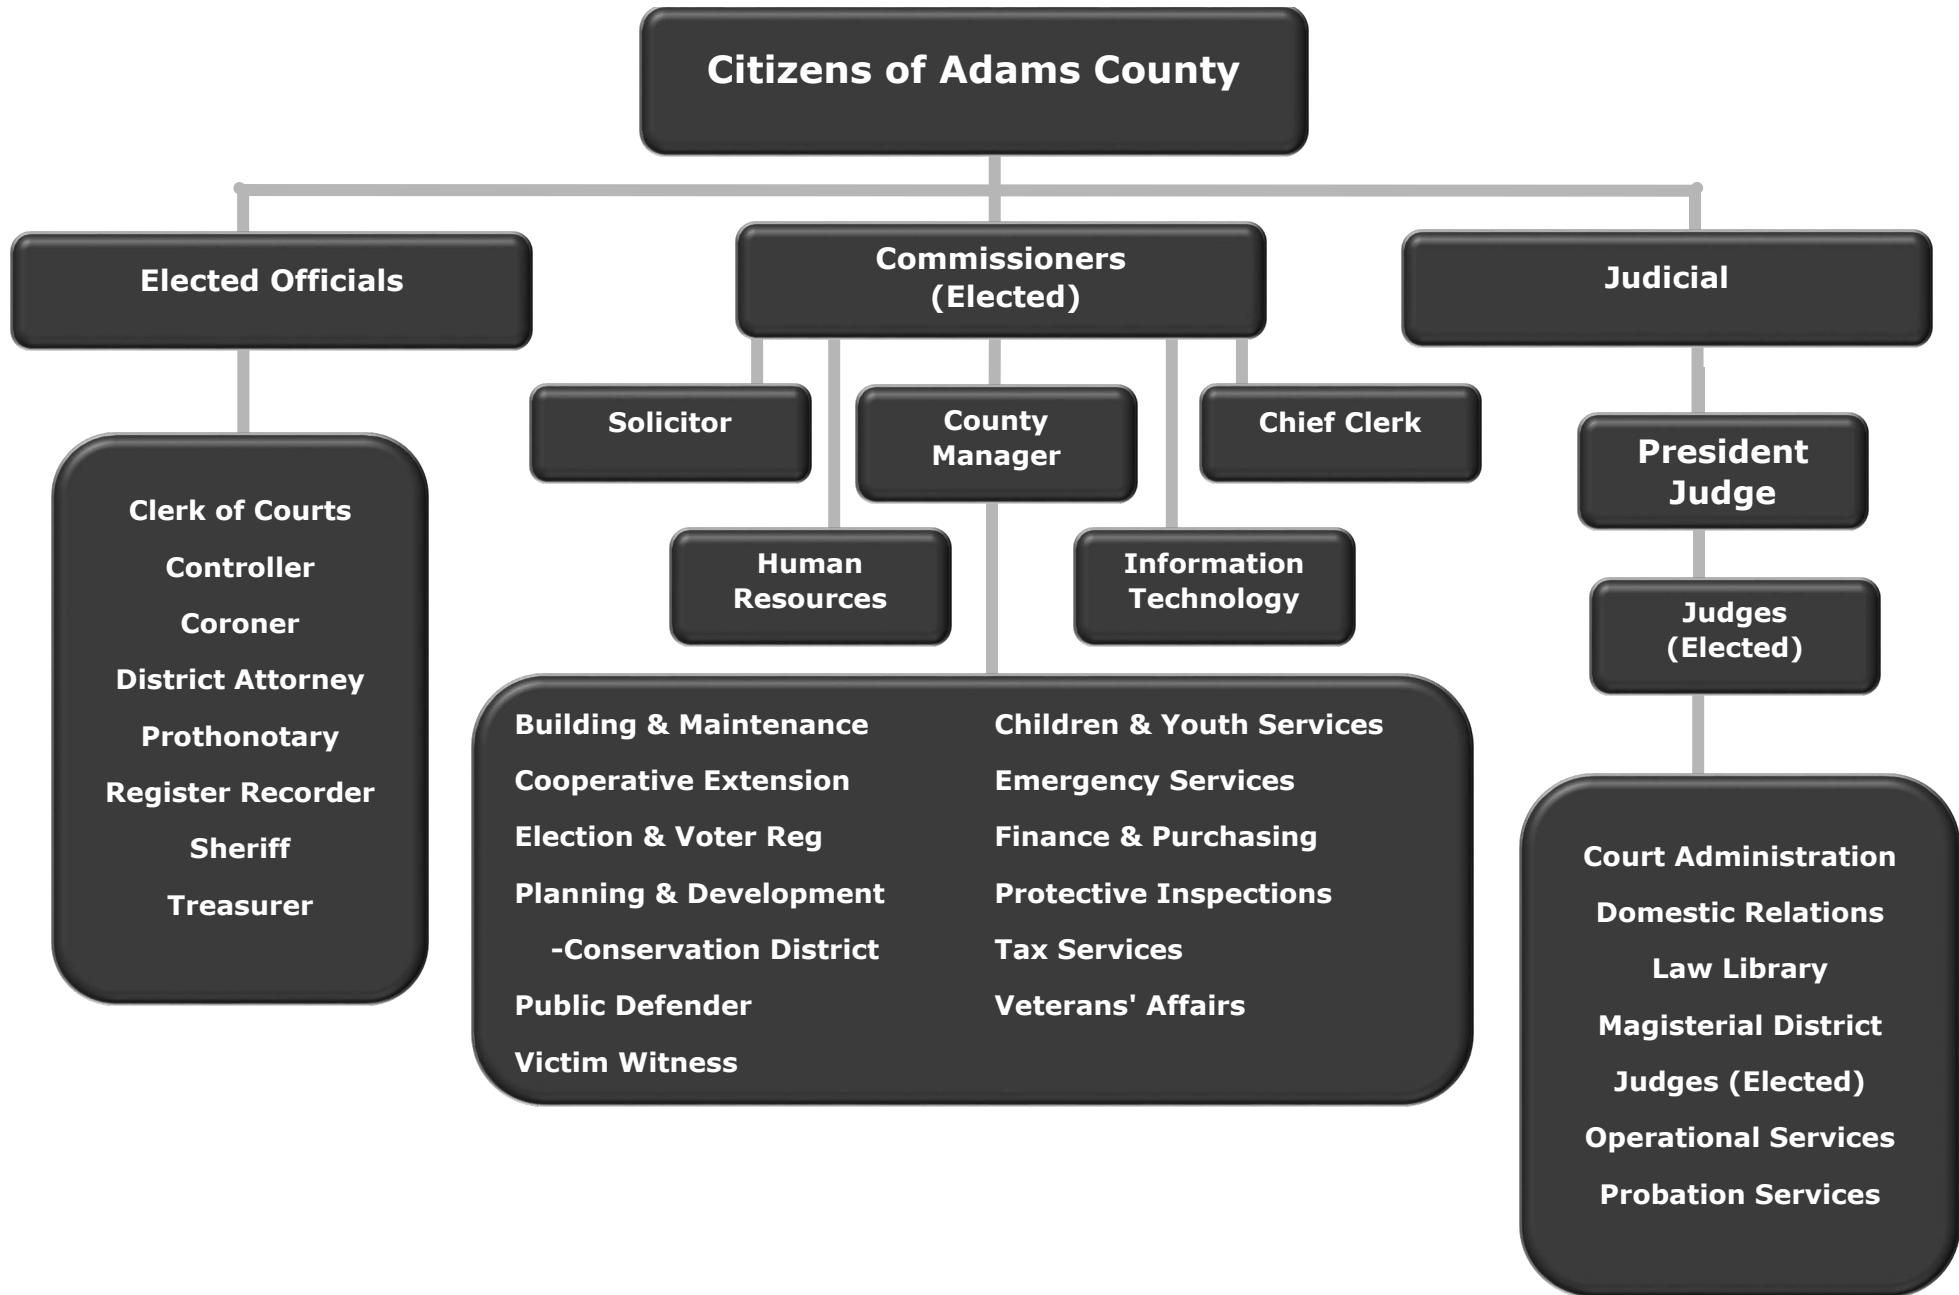 Citizens of Adams County
Elected Officials
Commissioners
(Elected)
Judicial
Solicitor
County
Manager
Chief Clerk
President
Judge
Human
Resources
Information
Technology
Judges
(Elected)
Clerk of Courts
Controller
Coroner
District Attorney
Prothonotary
Register Recorder
Sheriff
Treasurer
Building & Maintenance
Cooperative Extension
Election & Voter Reg
Planning & Development
-Conservation District
Public Defender
Victim Witness
Children & Youth Services
Emergency Services
Finance & Purchasing
Protective Inspections
Tax Services
Veterans' Affairs
Court Administration
Domestic Relations
Law Library
Magisterial District
Judges (Elected)
Operational Services
Probation Services